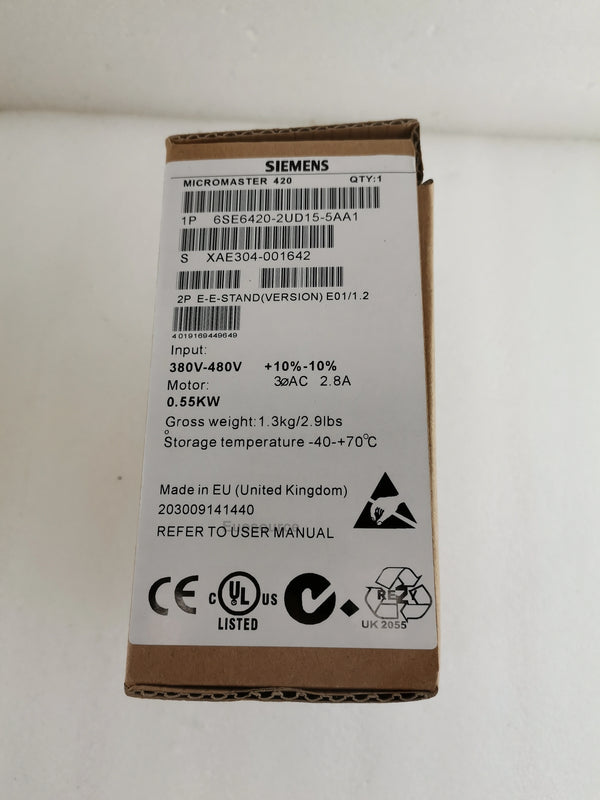 SIEMENS
MICROMASTER 420 QTY:1
1P 6SE6420-2UD15-5AA1
S XAE304-001642
2P E-E-STAND(VERSION) E01/1.2
4019169449649
Input:
380V-480V +10%-10%
Motor: 3øAC 2.8A
0.55KW
Gross weight:1.3kg/2.9lbs
Storage temperature -40-+70°C
Made in EU (United Kingdom)
203009141440
REFER TO USER MANUAL
CE
C UL US
LISTED
RE
UK 2055